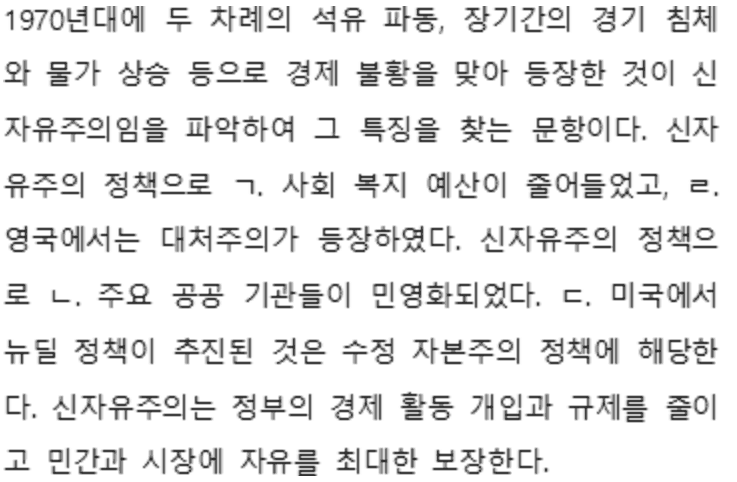 1970년대에 두 차례의 석유 파동, 장기간의 경기 침체
와 물가 상승 등으로 경제 불황을 맞아 등장한 것이 신
자유주의임을 파악하여 그 특징을 찾는 문항이다. 신자
유주의 정책으로 ㄱ. 사회 복지 예산이 줄어들었고, ㄹ.
영국에서는 대처주의가 등장하였다. 신자유주의 정책으
로 ㄴ. 주요 공공 기관들이 민영화되었다. ㄷ. 미국에서
뉴딜 정책이 추진된 것은 수정 자본주의 정책에 해당한
다. 신자유주의는 정부의 경제 활동 개입과 규제를 줄이
고 민간과 시장에 자유를 최대한 보장한다.